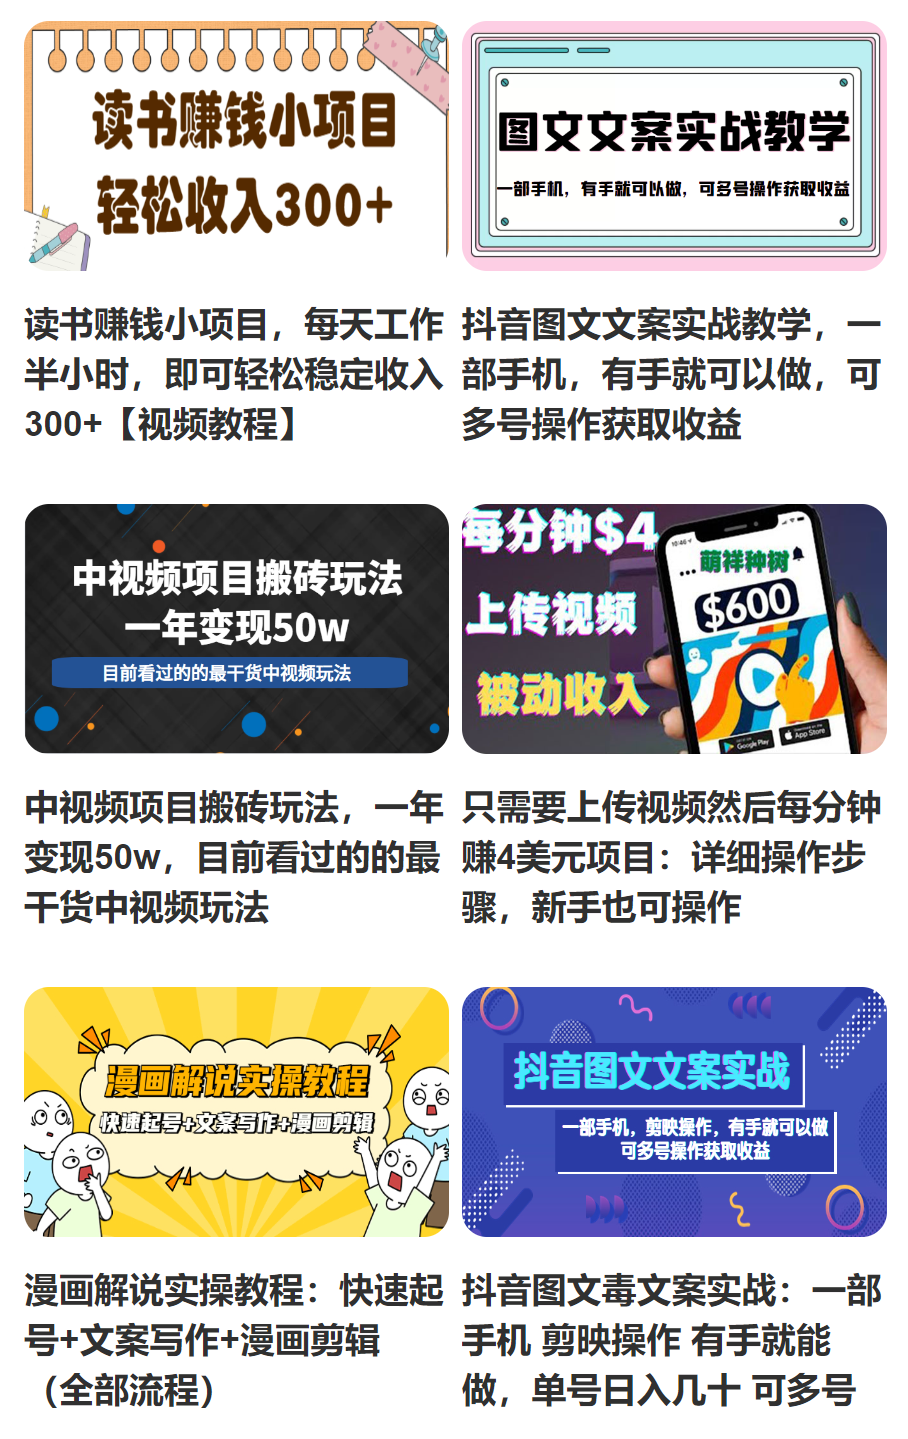 读书赚钱小项目
轻松收入300+
图文文案实战教学
一部手机，有手就可以做，可多号操作获取收益
读书赚钱小项目，每天工作
半小时，即可轻松稳定收入
300+【视频教程】
抖音图文文案实战教学，一
部手机，有手就可以做，可
多号操作获取收益
中视频项目搬砖玩法
一年变现50w
目前看过的的最干货中视频玩法
每分钟$4
上传视频
被动收入
10:46
萌祥种树
$600
Google Play
App Store
中视频项目搬砖玩法，一年
变现50w，目前看过的的最
干货中视频玩法
只需要上传视频然后每分钟
赚4美元项目：详细操作步
骤，新手也可操作
漫画解说实操教程
快速起号+文案写作+漫画剪辑
抖音图文文案实战
一部手机，剪映操作，有手就可以做
可多号操作获取收益
漫画解说实操教程：快速起
号+文案写作+漫画剪辑
（全部流程）
抖音图文毒文案实战：一部
手机 剪映操作 有手就能
做，单号日入几十 可多号